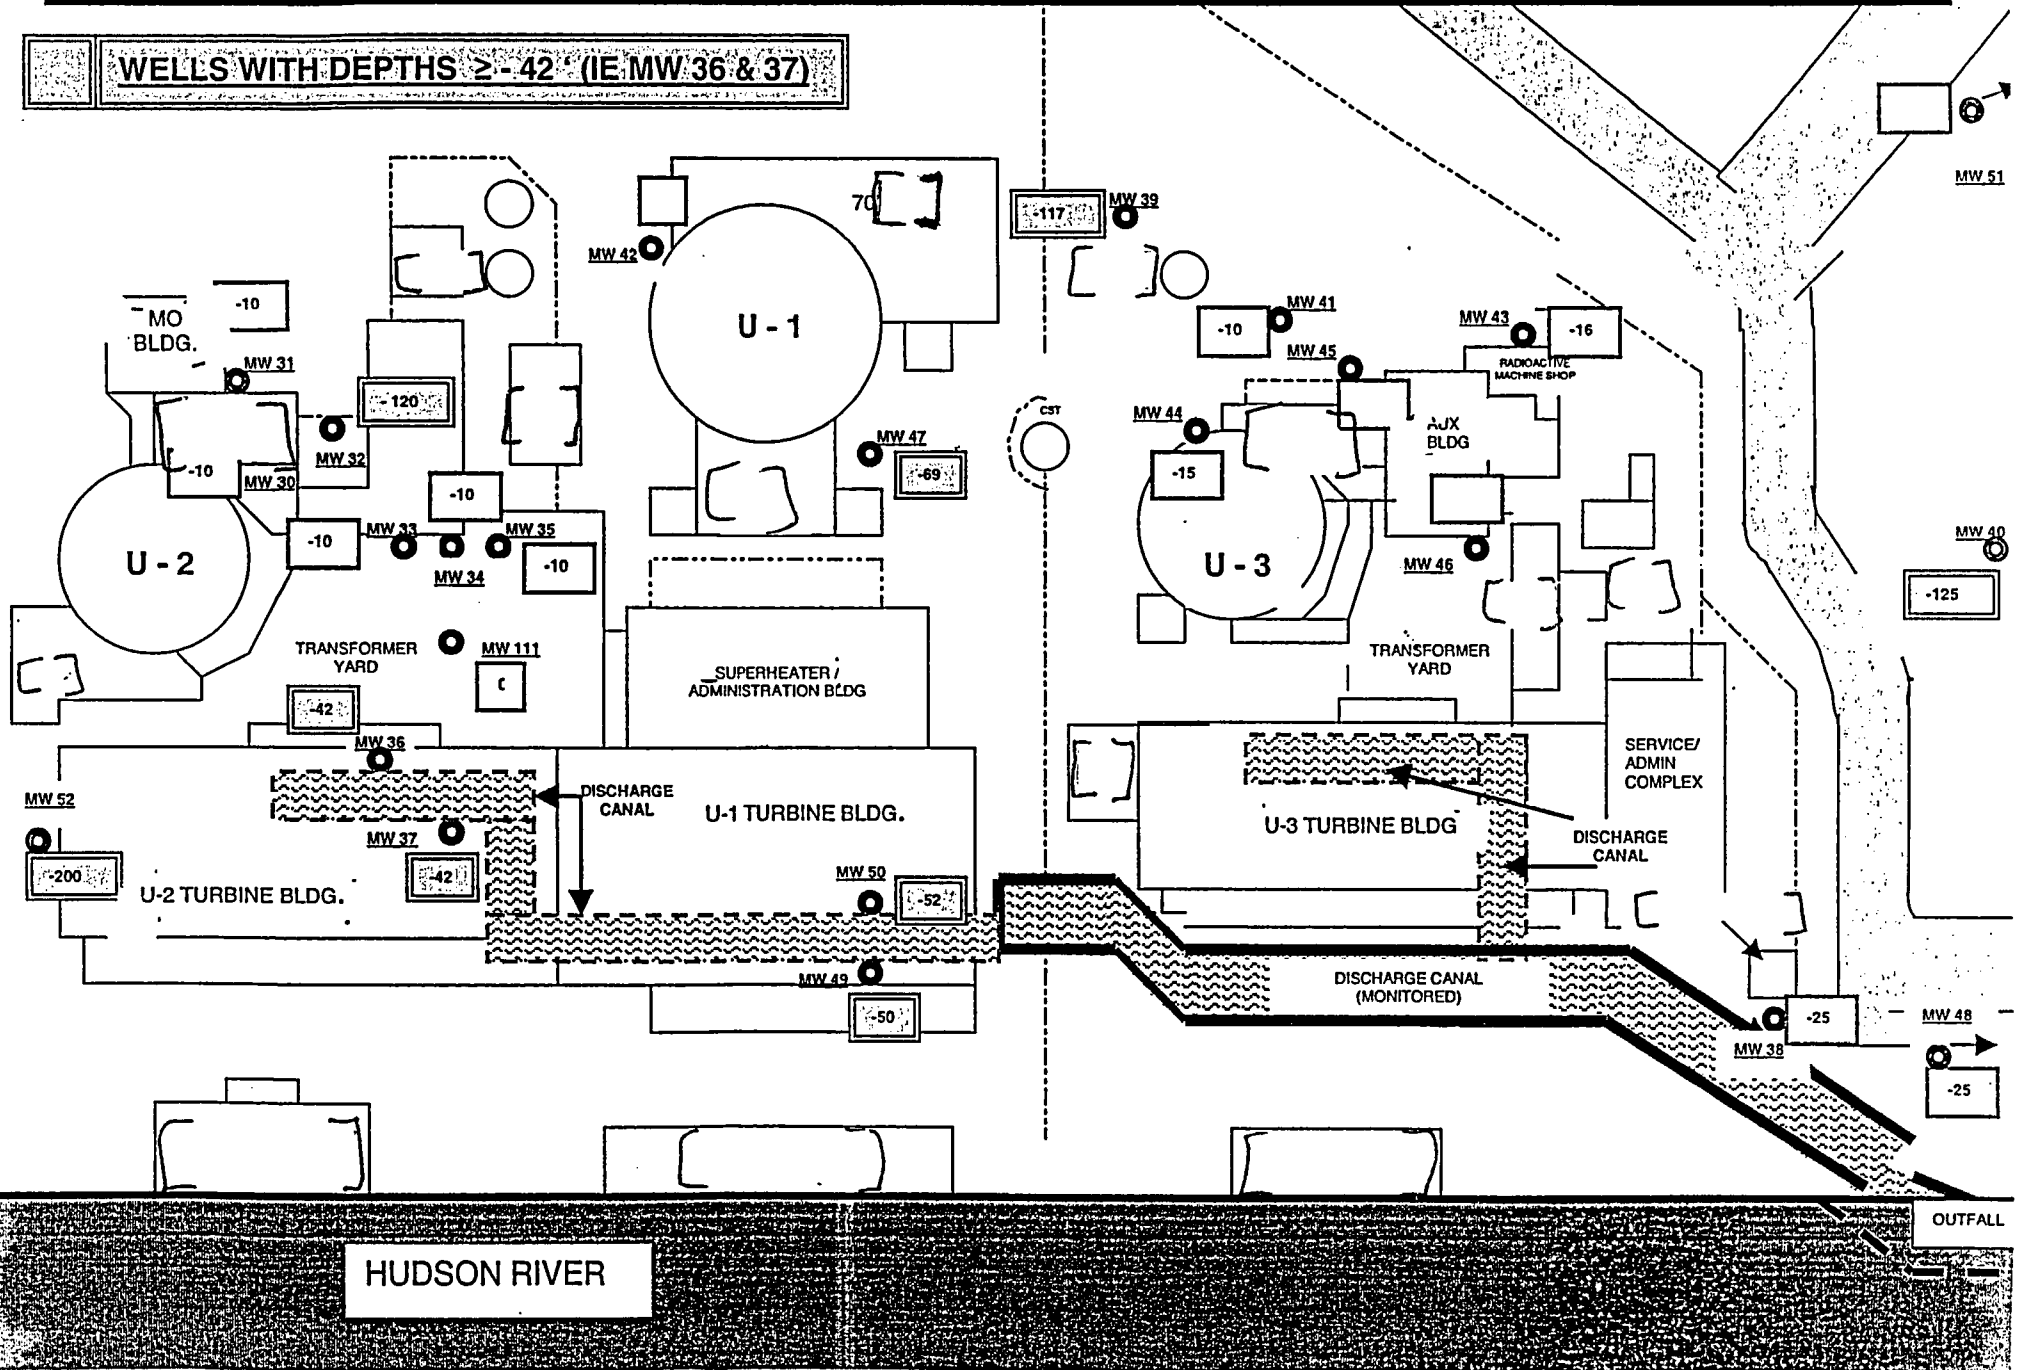 WELLS WITH DEPTHS ≥ - 42 ' (IE MW 36 & 37)
MW 51
70
-117
MW 39
MW 42
-10
MO
BLDG.
U - 1
MW 41
-10
MW 43
-16
MW 45
RADIOACTIVE
MACHINE SHOP
MW 31
- 120
CST
MW 44
AUX
BLDG
MW 32
MW 47
-69
-15
-10
MW 30
-10
MW 33
MW 35
-10
MW 34
-10
U - 2
U - 3
MW 46
MW 40
-125
TRANSFORMER
YARD
MW 111
C
SUPERHEATER /
ADMINISTRATION BLDG
TRANSFORMER
YARD
-42
MW 36
SERVICE/
ADMIN
COMPLEX
MW 52
DISCHARGE
CANAL
U-1 TURBINE BLDG.
U-3 TURBINE BLDG
MW 37
DISCHARGE
CANAL
-200
-42
U-2 TURBINE BLDG.
MW 50
-52
MW 49
-50
DISCHARGE CANAL
(MONITORED)
-25
MW 38
MW 48
-25
OUTFALL
HUDSON RIVER